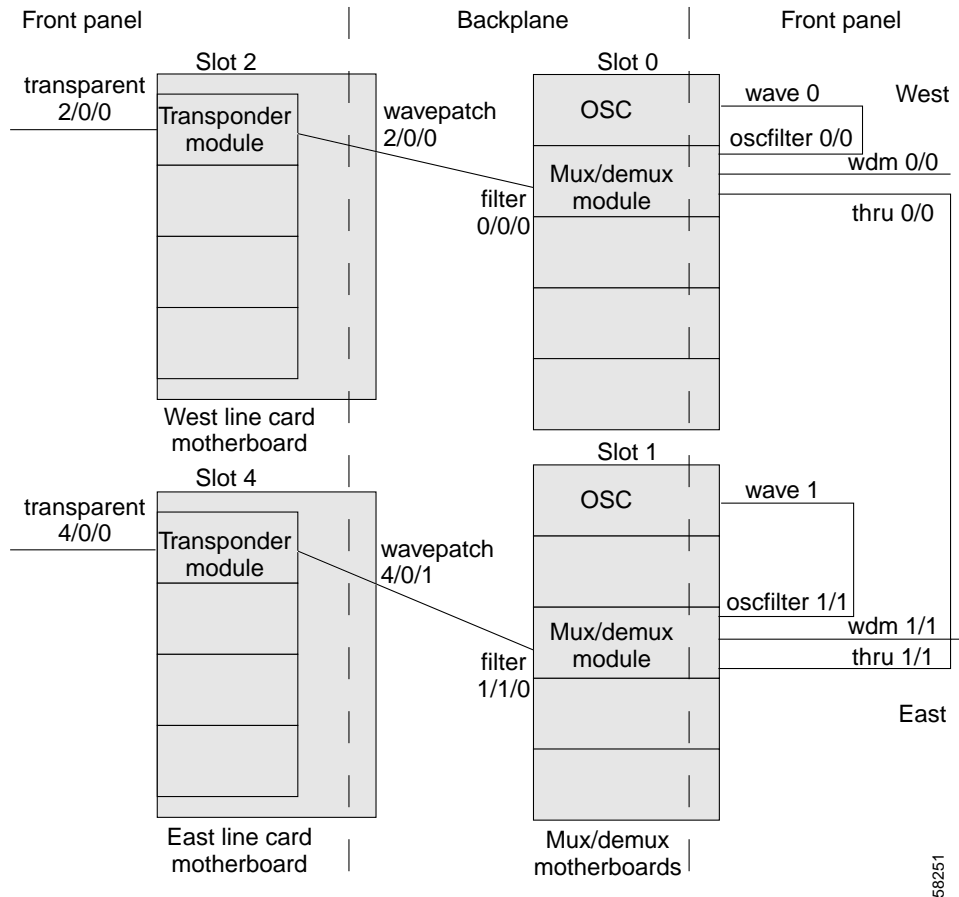 Front panel
Backplane
Front panel
Slot 2
Slot 0
transparent
2/0/0
Transponder
module
wavepatch
2/0/0
filter
0/0/0
OSC
Mux/demux
module
wave 0
West
oscfilter 0/0
wdm 0/0
thru 0/0
West line card
motherboard
Slot 4
Slot 1
transparent
4/0/0
Transponder
module
wavepatch
4/0/1
filter
1/1/0
OSC
Mux/demux
module
wave 1
oscfilter 1/1
wdm 1/1
thru 1/1
East
East line card
motherboard
Mux/demux
motherboards
58251